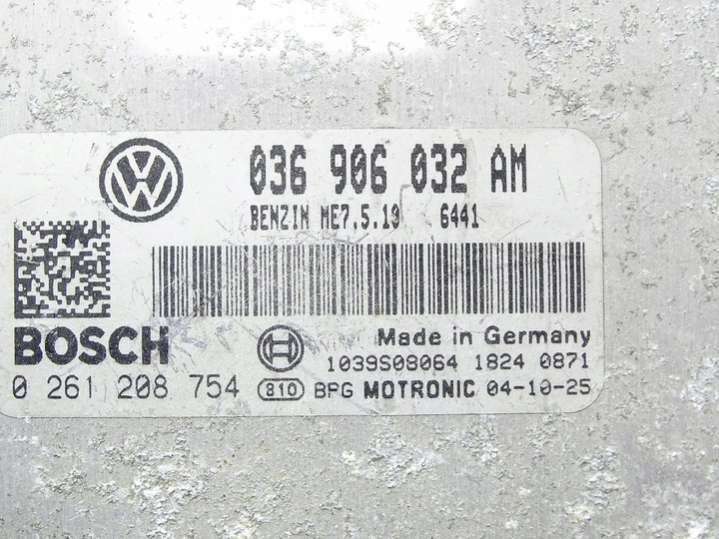 036 906 032 AM
BENZIN ME7.5.10 6441
BOSCH
Made in Germany
1039S08064 1824 0871
0 261 208 754 810 BPG MOTRONIC 04-10-25